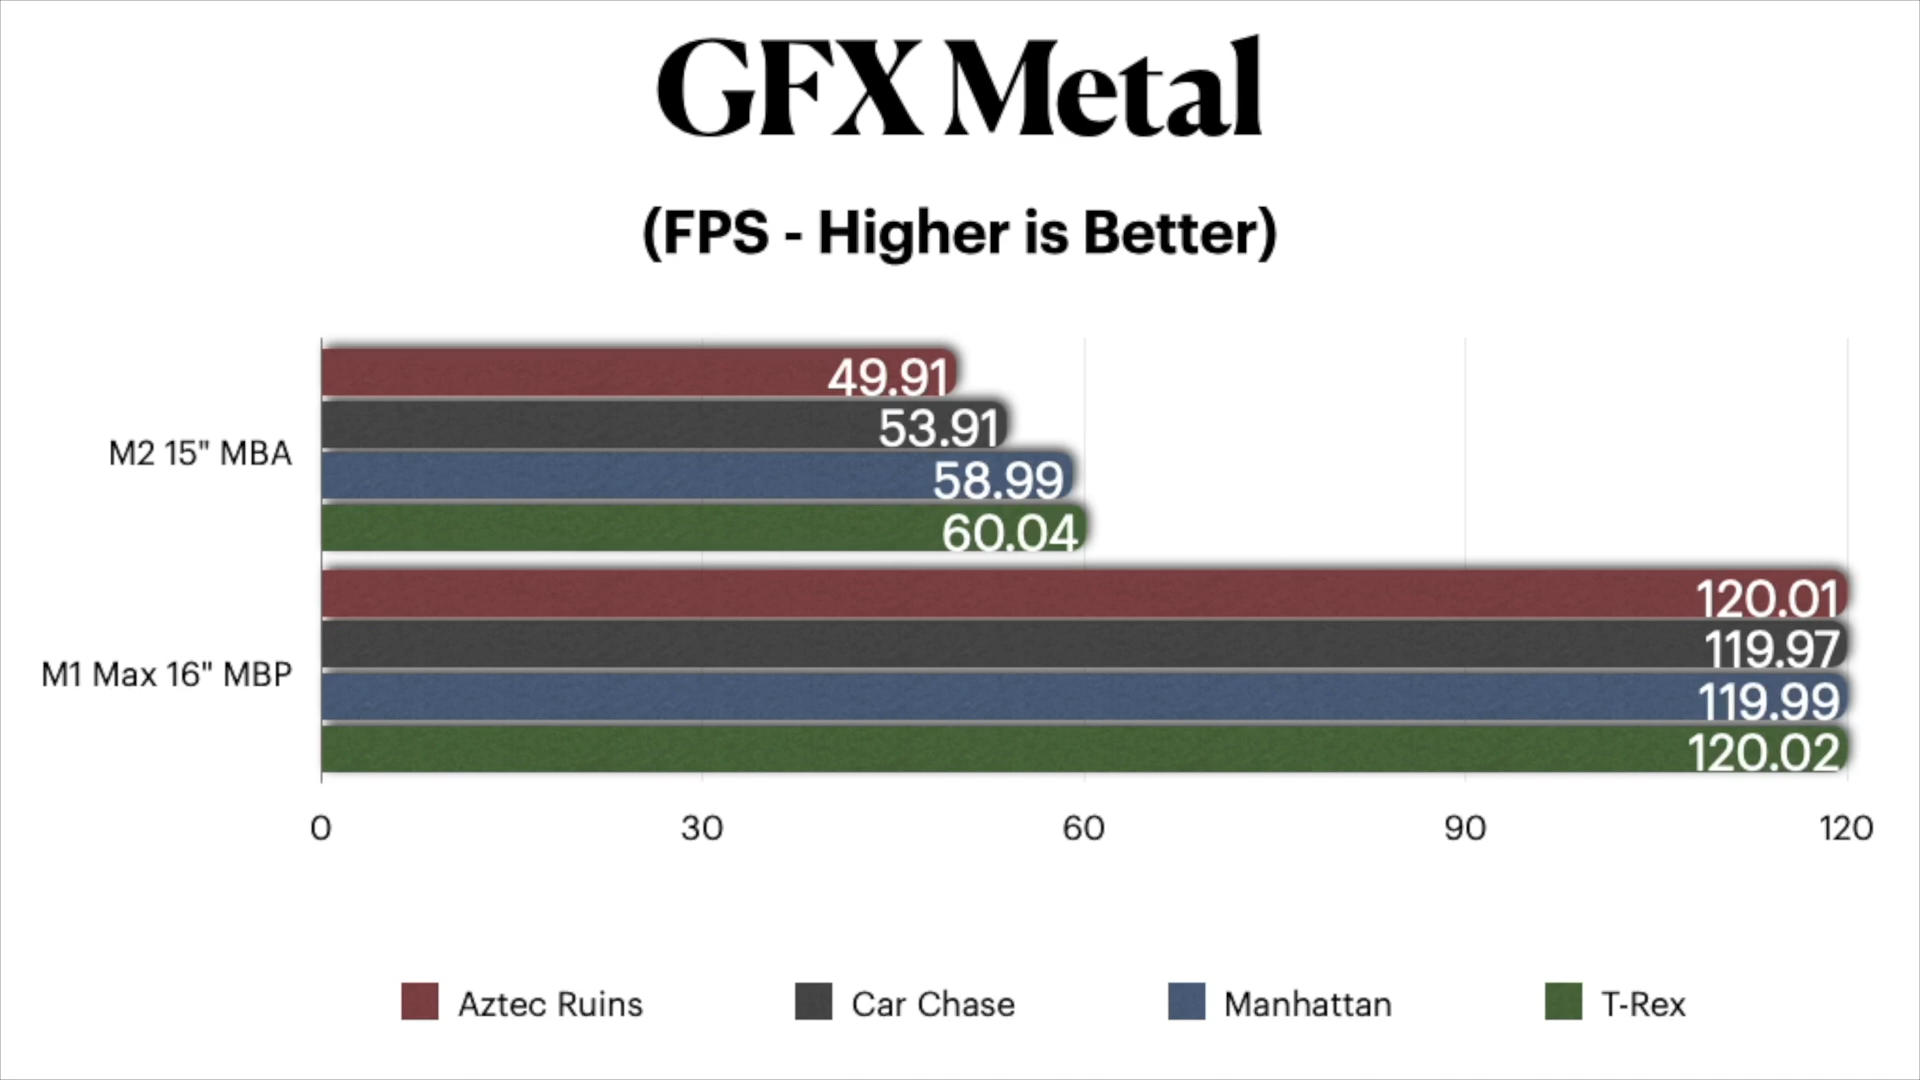 GFX Metal
(FPS - Higher is Better)
M2 15" MBA
49.91
53.91
58.99
60.04
M1 Max 16" MBP
120.01
119.97
119.99
120.02
0 30 60 90 120
Aztec Ruins Car Chase Manhattan T-Rex